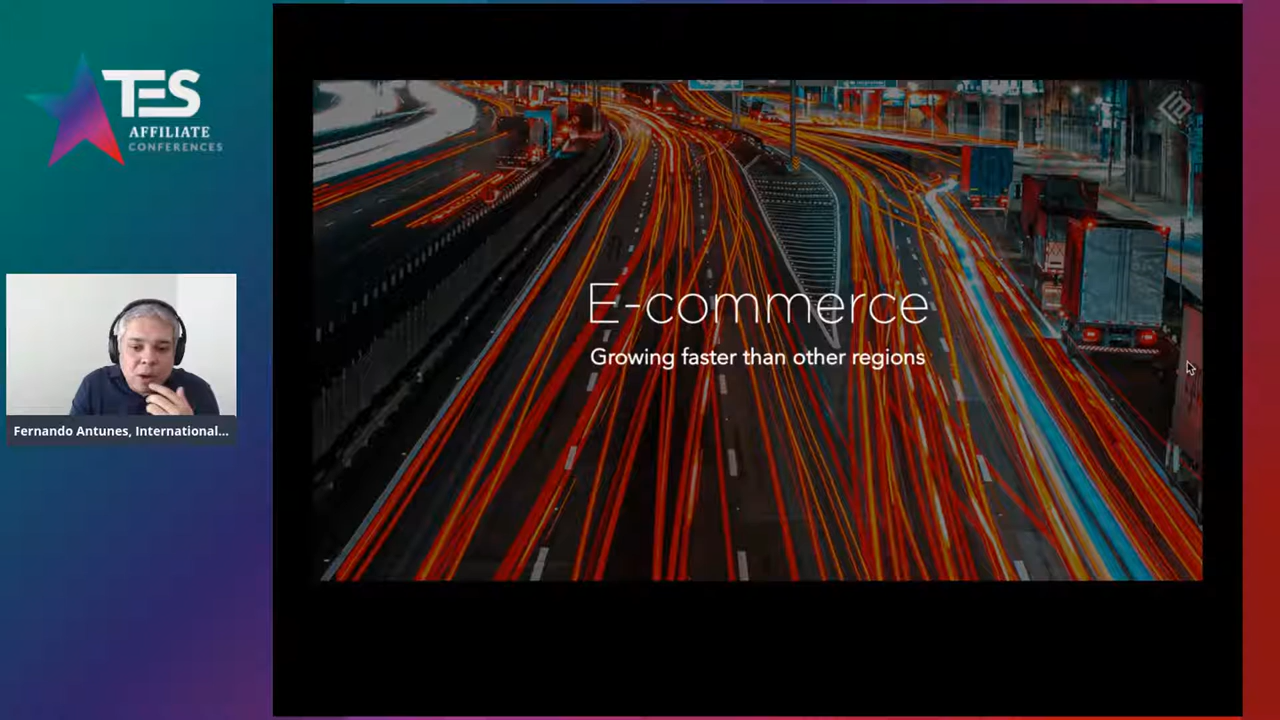 TES
AFFILIATE
CONFERENCES
Fernando Antunes, International...
E-commerce
Growing faster than other regions